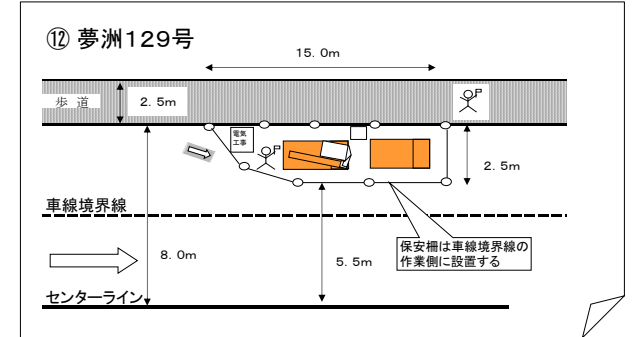 ⑫ 夢洲129号
15.0m
歩 道
2.5m
電気
工事
2.5m
車線境界線
保安柵は車線境界線の
作業側に設置する
8.0m
5.5m
センターライン